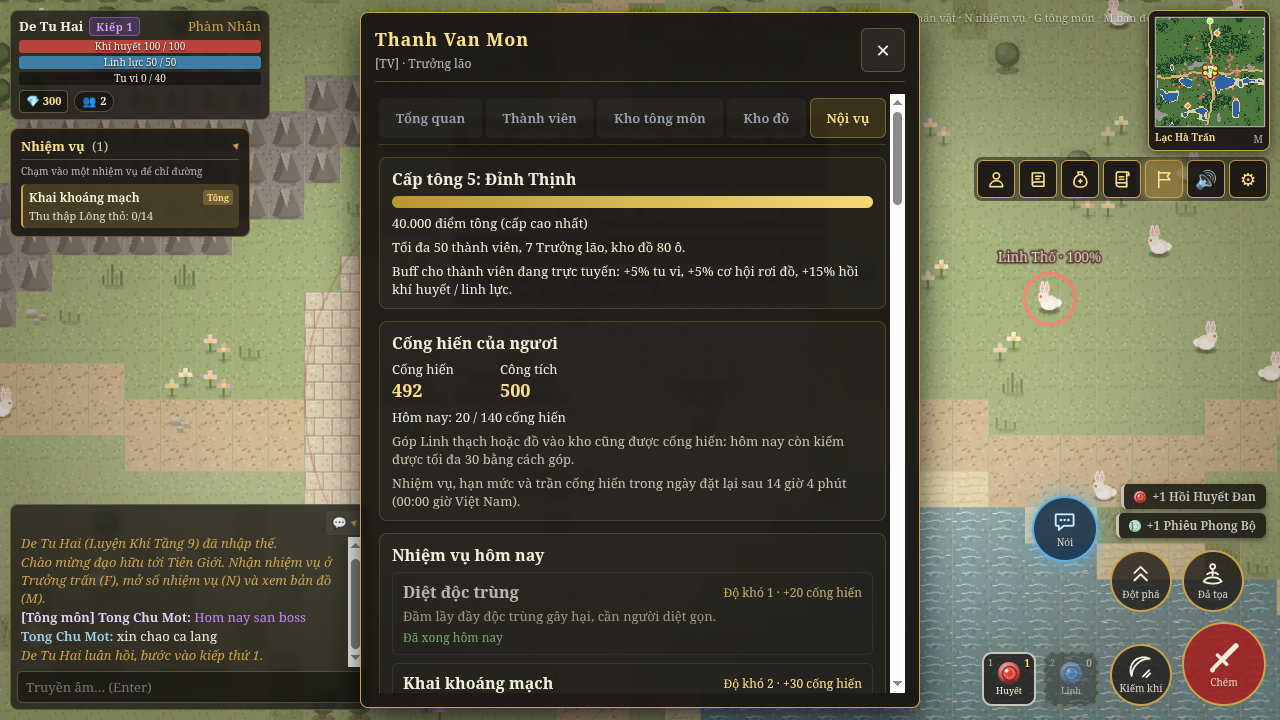 De Tu Hai Kiếp 1 Phàm Nhân
Khí huyết 100 / 100
Linh lực 50 / 50
Tu vi 0 / 40
300 2
Nhiệm vụ (1)
Chạm vào một nhiệm vụ để chỉ đường
Khai khoáng mạch Tông
Thu thập Lông thỏ: 0/14
Thanh Van Mon
[TV] · Trưởng lão
Tổng quan Thành viên Kho tông môn Kho đồ Nội vụ
Cấp tông 5: Đỉnh Thịnh
40.000 điểm tông (cấp cao nhất)
Tối đa 50 thành viên, 7 Trưởng lão, kho đồ 80 ô.
Buff cho thành viên đang trực tuyến: +5% tu vi, +5% cơ hội rơi đồ, +15% hồi
khí huyết / linh lực.
Cống hiến của ngươi
Cống hiến Công tích
492 500
Hôm nay: 20 / 140 cống hiến
Góp Linh thạch hoặc đồ vào kho cũng được cống hiến: hôm nay còn kiếm
được tối đa 30 bằng cách góp.
Nhiệm vụ, hạn mức và trần cống hiến trong ngày đặt lại sau 14 giờ 4 phút
(00:00 giờ Việt Nam).
Nhiệm vụ hôm nay
Diệt độc trùng Độ khó 1 · +20 cống hiến
Đầm lầy đầy độc trùng gây hại, cần người diệt gọn.
Đã xong hôm nay
Khai khoáng mạch Độ khó 2 · +30 cống hiến
vật · N nhiệm vụ · G tông môn · M bản
Lạc Hà Trấn M
Linh Thố · 100%
De Tu Hai (Luyện Khí Tầng 9) đã nhập thế.
Chào mừng đạo hữu tới Tiên Giới. Nhận nhiệm vụ ở
Trưởng trấn (F), mở sổ nhiệm vụ (N) và xem bản đồ
(M).
[Tông môn] Tong Chu Mot: Hom nay san boss
Tong Chu Mot: xin chao ca lang
De Tu Hai luân hồi, bước vào kiếp thứ 1.
Truyền âm... (Enter)
+1 Hồi Huyết Đan
+1 Phiêu Phong Bộ
Nói
Đột phá Đả tọa
1 1 Huyết
2 0 Linh
Kiếm khí
Chém